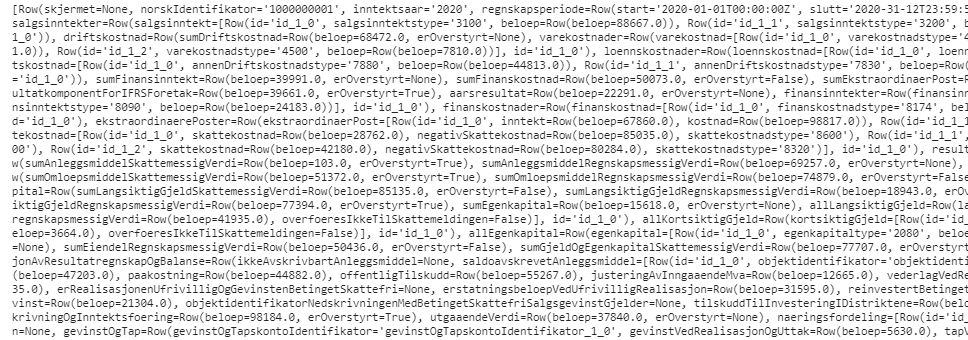 [Row(skjermet=None, norskIdentifikator='1000000001', inntektsaar='2020', regnskapsperiode=Row(start='2020-01-01T00:00:00Z', slutt='2020-31-12T23:59:5
salgsinntekter=Row(salgsinntekt=[Row(id='id_1_0', salgsinntektstype='3100', beloep=Row(beloep=88667.0)), Row(id='id_1_1', salgsinntektstype='3200', b
1_0')), driftskostnad=Row(sumDriftskostnad=Row(beloep=68472.0, erOverstyrt=None), varekostnader=Row(varekostnad=[Row(id='id_1_0', varekostnadstype='4
1.0)), Row(id='id_1_2', varekostnadstype='4500', beloep=Row(beloep=7810.0))], id='id_1_0'), loennskostnader=Row(loennskostnad=[Row(id='id_1_0', loenn
tskostnad=[Row(id='id_1_0', annenDriftskostnadstype='7880', beloep=Row(beloep=44813.0)), Row(id='id_1_1', annenDriftskostnadstype='7830', beloep=Row(
='id_1_0')), sumFinansinntekt=Row(beloep=39991.0, erOverstyrt=None), sumFinanskostnad=Row(beloep=50073.0, erOverstyrt=False), sumEkstraordinaerPost=R
ultatkomponentForIFRSForetak=Row(beloep=39661.0, erOverstyrt=True), aarsresultat=Row(beloep=22291.0, erOverstyrt=None), finansinntekter=Row(finansinn
nsinntektstype='8090', beloep=Row(beloep=24183.0))], id='id_1_0'), finanskostnader=Row(finanskostnad=[Row(id='id_1_0', finanskostnadstype='8174', bel
d='id_1_0'), ekstraordinaerePoster=Row(ekstraordinaerPost=[Row(id='id_1_0', inntekt=Row(beloep=67860.0), kostnad=Row(beloep=98817.0)), Row(id='id_1_1
tekostnad=[Row(id='id_1_0', skattekostnad=Row(beloep=28762.0), negativSkattekostnad=Row(beloep=85035.0), skattekostnadstype='8600'), Row(id='id_1_1',
00'), Row(id='id_1_2', skattekostnad=Row(beloep=42180.0), negativSkattekostnad=Row(beloep=80284.0), skattekostnadstype='8320')], id='id_1_0'), result
w(sumAnleggsmiddelSkattemessigVerdi=Row(beloep=103.0, erOverstyrt=True), sumAnleggsmiddelRegnskapsmessigVerdi=Row(beloep=69257.0, erOverstyrt=None),
w(sumOmloepsmiddelSkattemessigVerdi=Row(beloep=51372.0, erOverstyrt=True), sumOmloepsmiddelRegnskapsmessigVerdi=Row(beloep=74879.0, erOverstyrt=False
pital=Row(sumLangsiktigGjeldSkattemessigVerdi=Row(beloep=85135.0, erOverstyrt=False), sumLangsiktigGjeldRegnskapsmessigVerdi=Row(beloep=18943.0, erOv
iktigGjeldRegnskapsmessigVerdi=Row(beloep=77394.0, erOverstyrt=True), sumEgenkapital=Row(beloep=15618.0, erOverstyrt=None), allLangsiktigGjeld=Row(la
regnskapsmessigVerdi=Row(beloep=41935.0), overfoeresIkkeTilSkattemeldingen=False)], id='id_1_0'), allKortsiktigGjeld=Row(kortsiktigGjeld=[Row(id='id_
eloep=3664.0), overfoeresIkkeTilSkattemeldingen=False)], id='id_1_0'), allEgenkapital=Row(egenkapital=[Row(id='id_1_0', egenkapitaltype='2080', beloe
=None), sumEiendelRegnskapsmessigVerdi=Row(beloep=50436.0, erOverstyrt=False), sumGjeldOgEgenkapitalSkattemessigVerdi=Row(beloep=77707.0, erOverstyrt
jonAvResultatregnskapOgBalanse=Row(ikkeAvskrivbartAnleggsmiddel=None, saldoavskrevetAnleggsmiddel=[Row(id='id_1_0', objektidentifikator='objektidenti
(beloep=47203.0), paakostning=Row(beloep=44882.0), offentligTilskudd=Row(beloep=55267.0), justeringAvInngaaendeMva=Row(beloep=12665.0), vederlagVedRe
35.0), erRealisasjonenUfrivilligOgGevinstenBetingetSkattefri=None, erstatningsbeloepVedUfrivilligRealisasjon=Row(beloep=31595.0), reinvestertBetinget
vinst=Row(beloep=21304.0), objektidentifikatorNedskrivningenMedBetingetSkattefriSalgsgevinstGjelder=None, tilskuddTilInvesteringIDistriktene=Row(belo
krivningOgInntektsfoering=Row(beloep=98184.0, erOverstyrt=True), utgaaendeVerdi=Row(beloep=37840.0, erOverstyrt=None), naeringsfordeling=[Row(id='id_
n=None, gevinstOgTap=Row(gevinstOgTapskontoIdentifikator='gevinstOgTapskontoIdentifikator_1_0', gevinstVedRealisasjonOgUttak=Row(beloep=5630.0), tapV